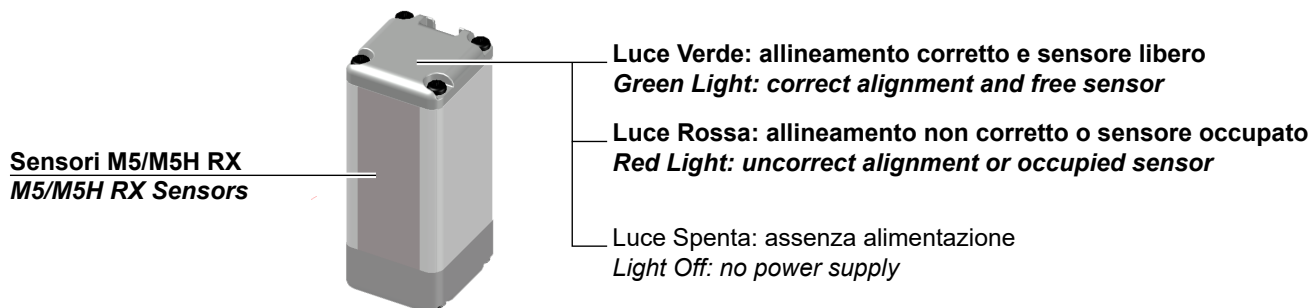 Luce Verde: allineamento corretto e sensore libero
Green Light: correct alignment and free sensor
Luce Rossa: allineamento non corretto o sensore occupato
Red Light: uncorrect alignment or occupied sensor
Sensori M5/M5H RX
M5/M5H RX Sensors
Luce Spenta: assenza alimentazione
Light Off: no power supply